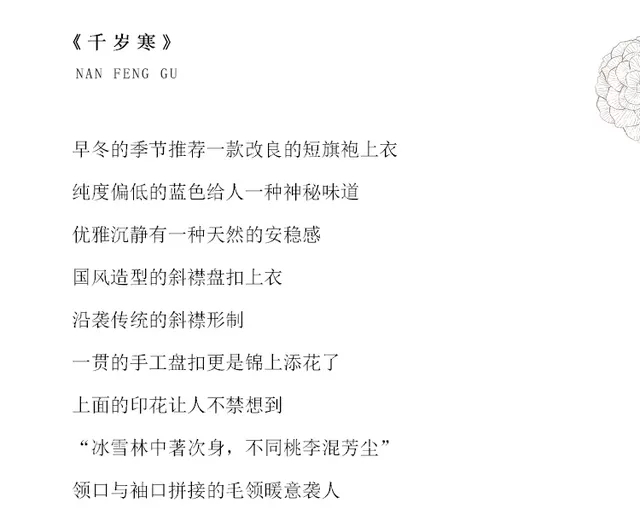 《千岁寒》
NAN FENG GU
早冬的季节推荐一款改良的短旗袍上衣
纯度偏低的蓝色给人一种神秘味道
优雅沉静有一种天然的安稳感
国风造型的斜襟盘扣上衣
沿袭传统的斜襟形制
一贯的手工盘扣更是锦上添花了
上面的印花让人不禁想到
“冰雪林中著次身，不同桃李混芳尘”
领口与袖口拼接的毛领暖意袭人